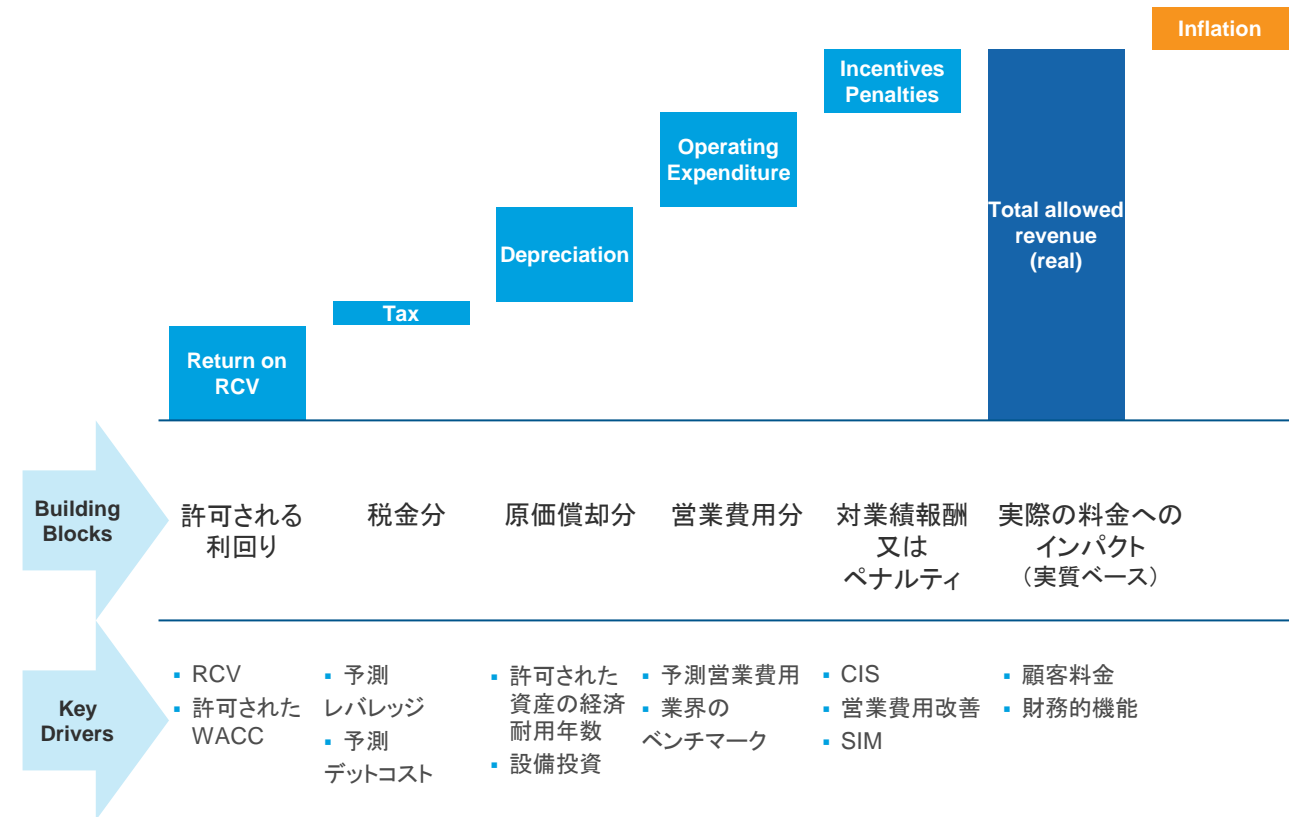 Inflation
Incentives
Penalties
Operating
Expenditure
Total allowed
revenue
(real)
Depreciation
Tax
Return on
RCV
Building
Blocks
許可される
利回り
税金分
原価償却分
営業費用分
対業績報酬
又は
ペナルティ
実際の料金への
インパクト
（実質ベース）
Key
Drivers
▪ RCV
▪ 許可された
WACC
▪ 予測
レバレッジ
▪ 予測
デットコスト
▪ 許可された
資産の経済
耐用年数
▪ 設備投資
▪ 予測営業費用
▪ 業界の
ベンチマーク
▪ CIS
▪ 営業費用改善
▪ SIM
▪ 顧客料金
▪ 財務的機能